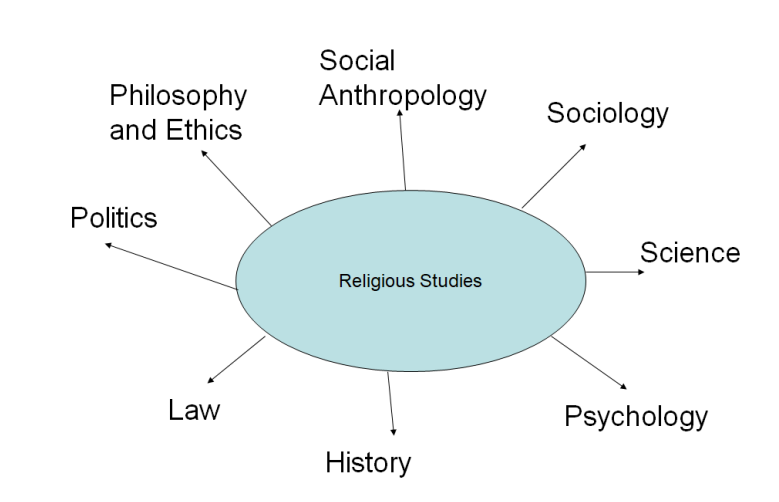 Social
Anthropology
Philosophy
and Ethics
Sociology
Politics
Science
Religious Studies
Law
Psychology
History